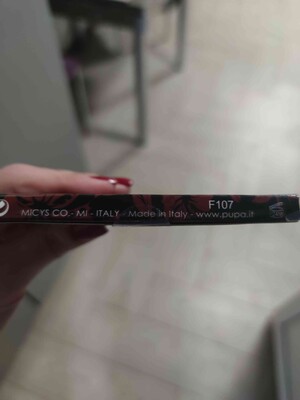 F107
MICYS CO. - MI - ITALY - Made in Italy - www.pupa.it